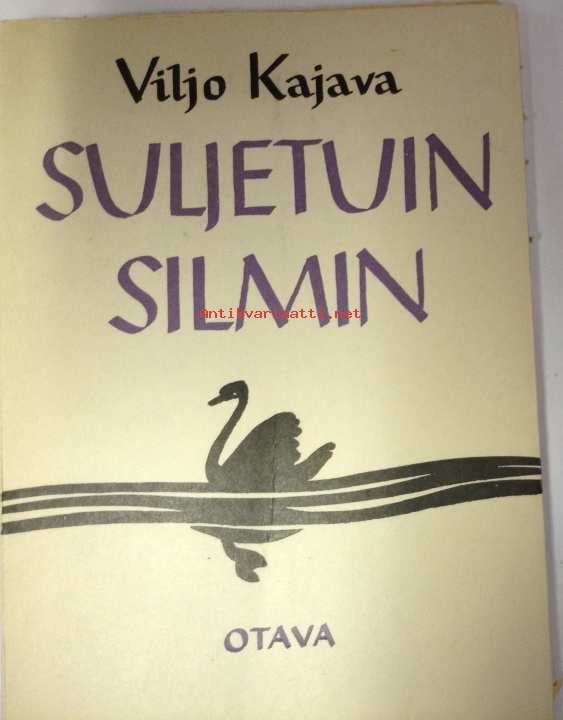 Viljo Kajava
SULJETUIN
SILMIN
Antikvariaatti.net
OTAVA